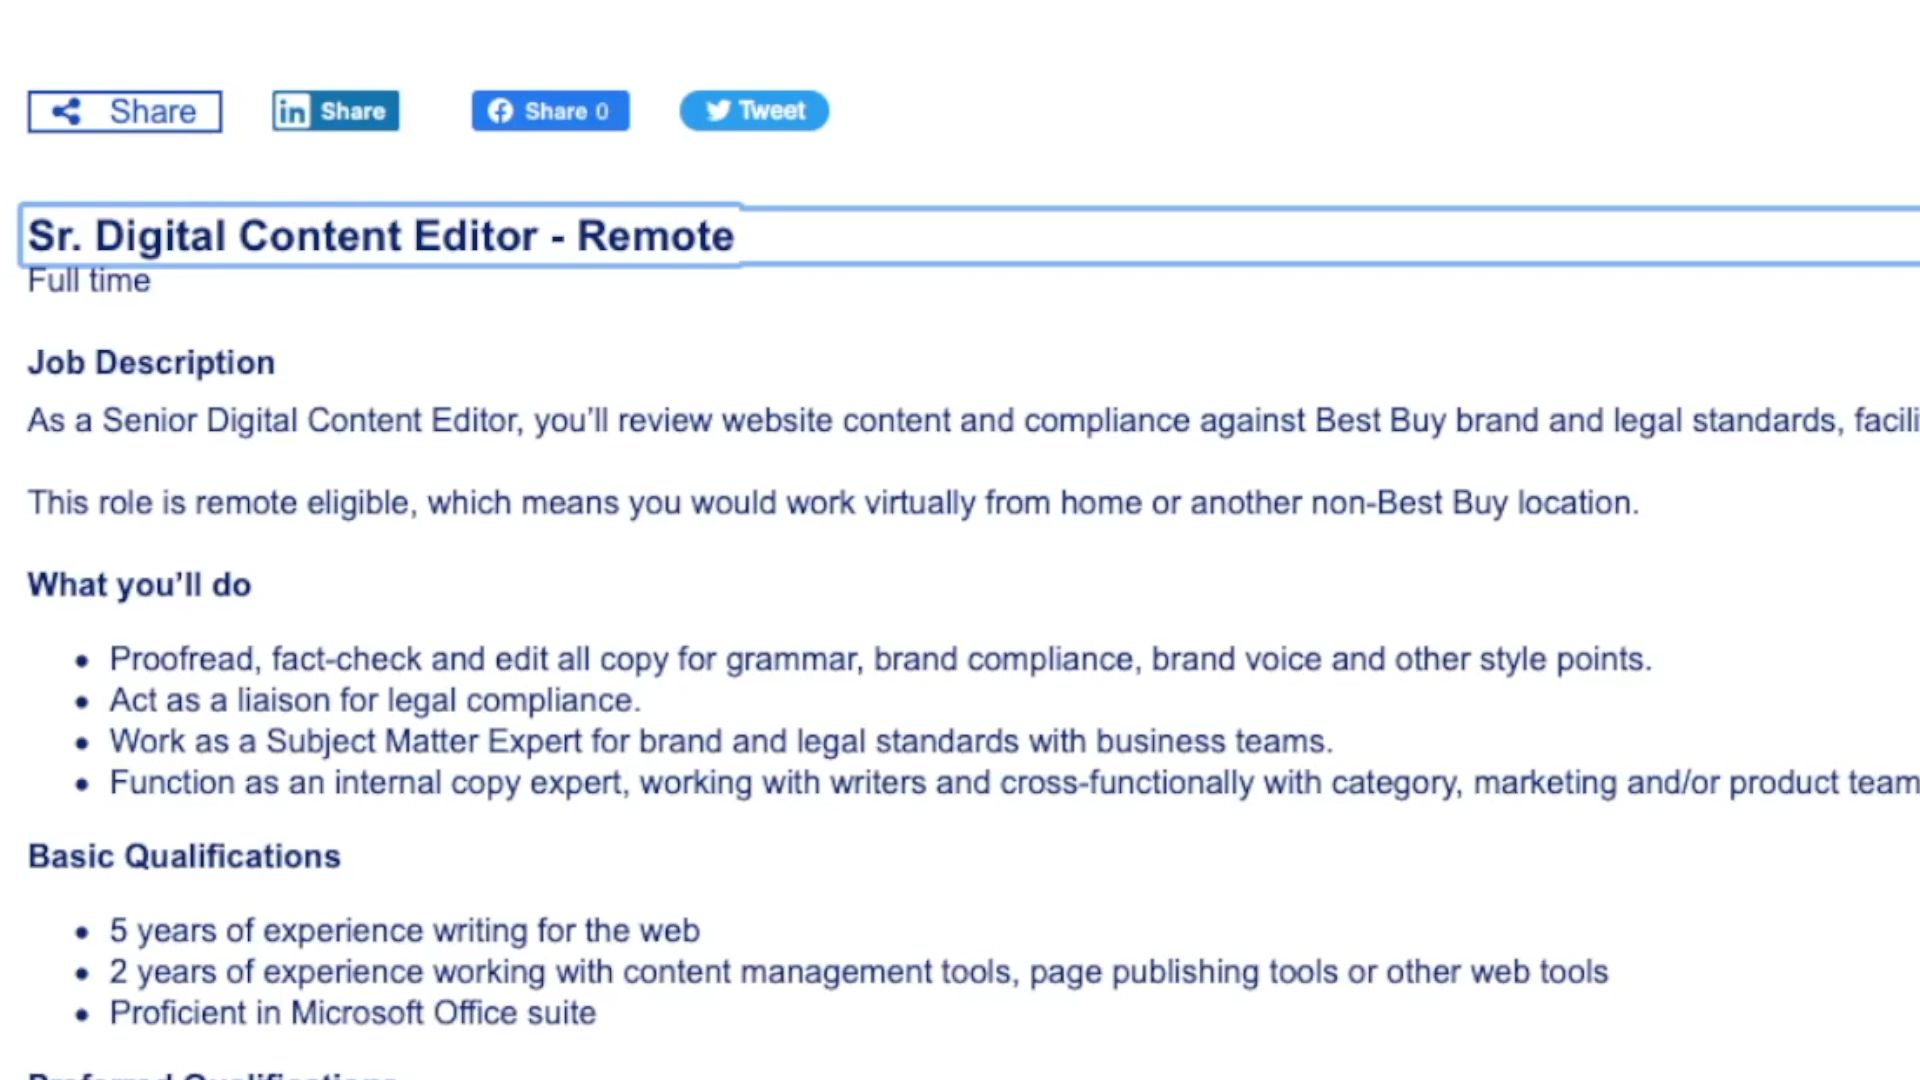 Share
in Share
Share 0
Tweet
Sr. Digital Content Editor - Remote
Full time
Job Description
As a Senior Digital Content Editor, you’ll review website content and compliance against Best Buy brand and legal standards, facili
This role is remote eligible, which means you would work virtually from home or another non-Best Buy location.
What you’ll do
• Proofread, fact-check and edit all copy for grammar, brand compliance, brand voice and other style points.
• Act as a liaison for legal compliance.
• Work as a Subject Matter Expert for brand and legal standards with business teams.
• Function as an internal copy expert, working with writers and cross-functionally with category, marketing and/or product team
Basic Qualifications
• 5 years of experience writing for the web
• 2 years of experience working with content management tools, page publishing tools or other web tools
• Proficient in Microsoft Office suite
Preferred Qualifications